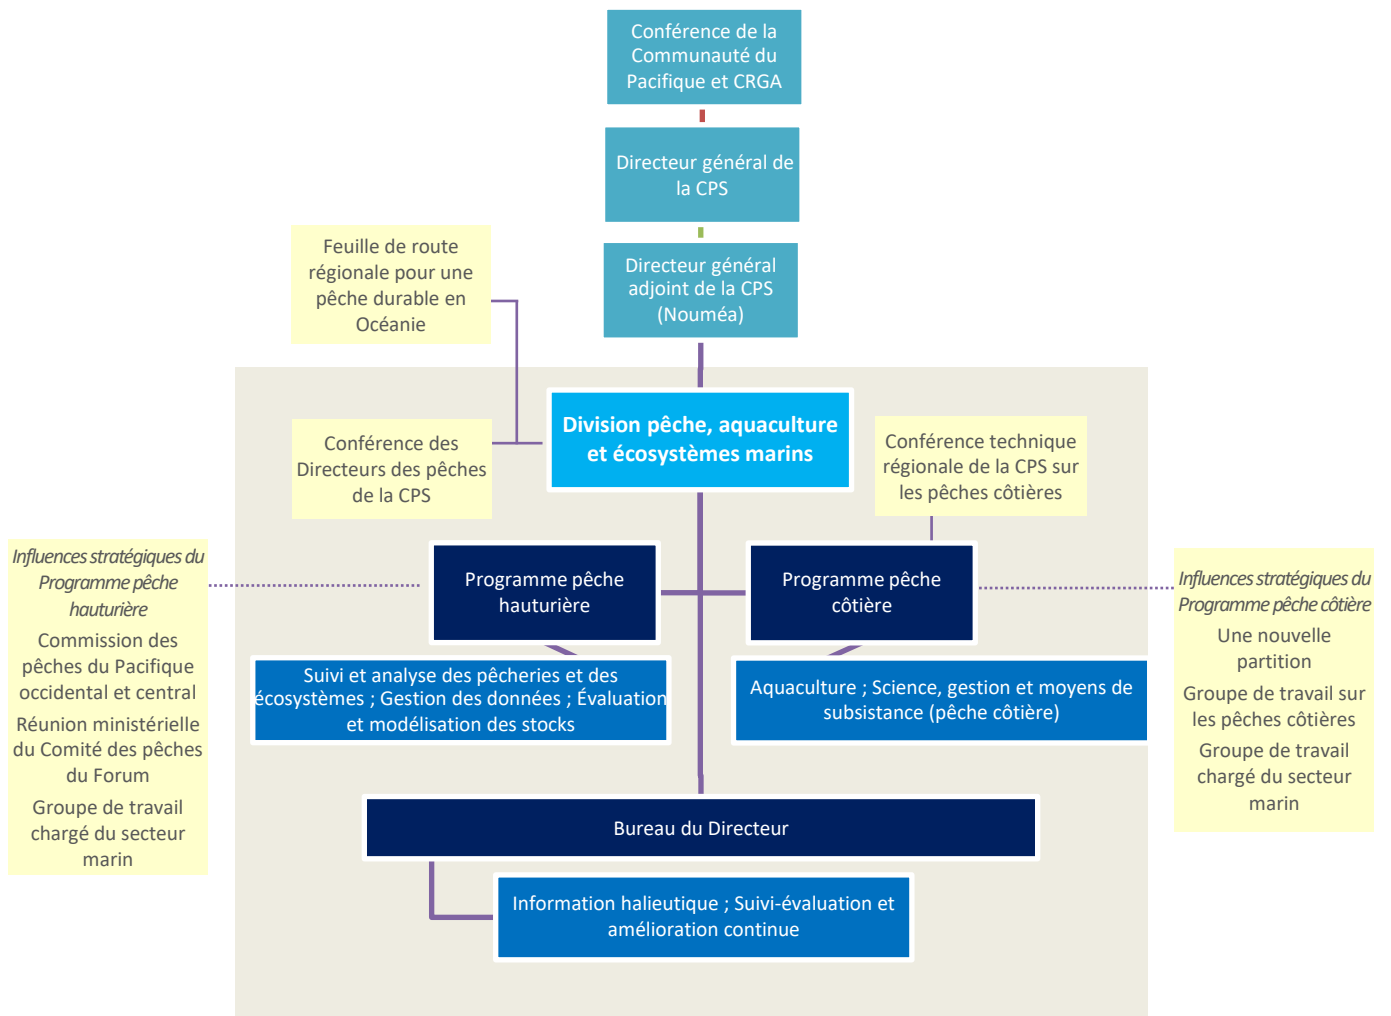 Conférence de la
Communauté du
Pacifique et CRGA
Directeur général de
la CPS
Directeur général
adjoint de la CPS
(Nouméa)
Feuille de route
régionale pour une
pêche durable en
Océanie
Division pêche, aquaculture
et écosystèmes marins
Conférence des
Directeurs des pêches
de la CPS
Conférence technique
régionale de la CPS sur
les pêches côtières
Influences stratégiques du
Programme pêche
hauturière
Commission des
pêches du Pacifique
occidental et central
Réunion ministérielle
du Comité des pêches
du Forum
Groupe de travail
chargé du secteur
marin
Programme pêche
hauturière
Programme pêche
côtière
Influences stratégiques du
Programme pêche côtière
Une nouvelle
partition
Groupe de travail sur
les pêches côtières
Groupe de travail
chargé du secteur
marin
Suivi et analyse des pêcheries et des
écosystèmes ; Gestion des données ; Évaluation
et modélisation des stocks
Aquaculture ; Science, gestion et moyens de
subsistance (pêche côtière)
Bureau du Directeur
Information halieutique ; Suivi-évaluation et
amélioration continue